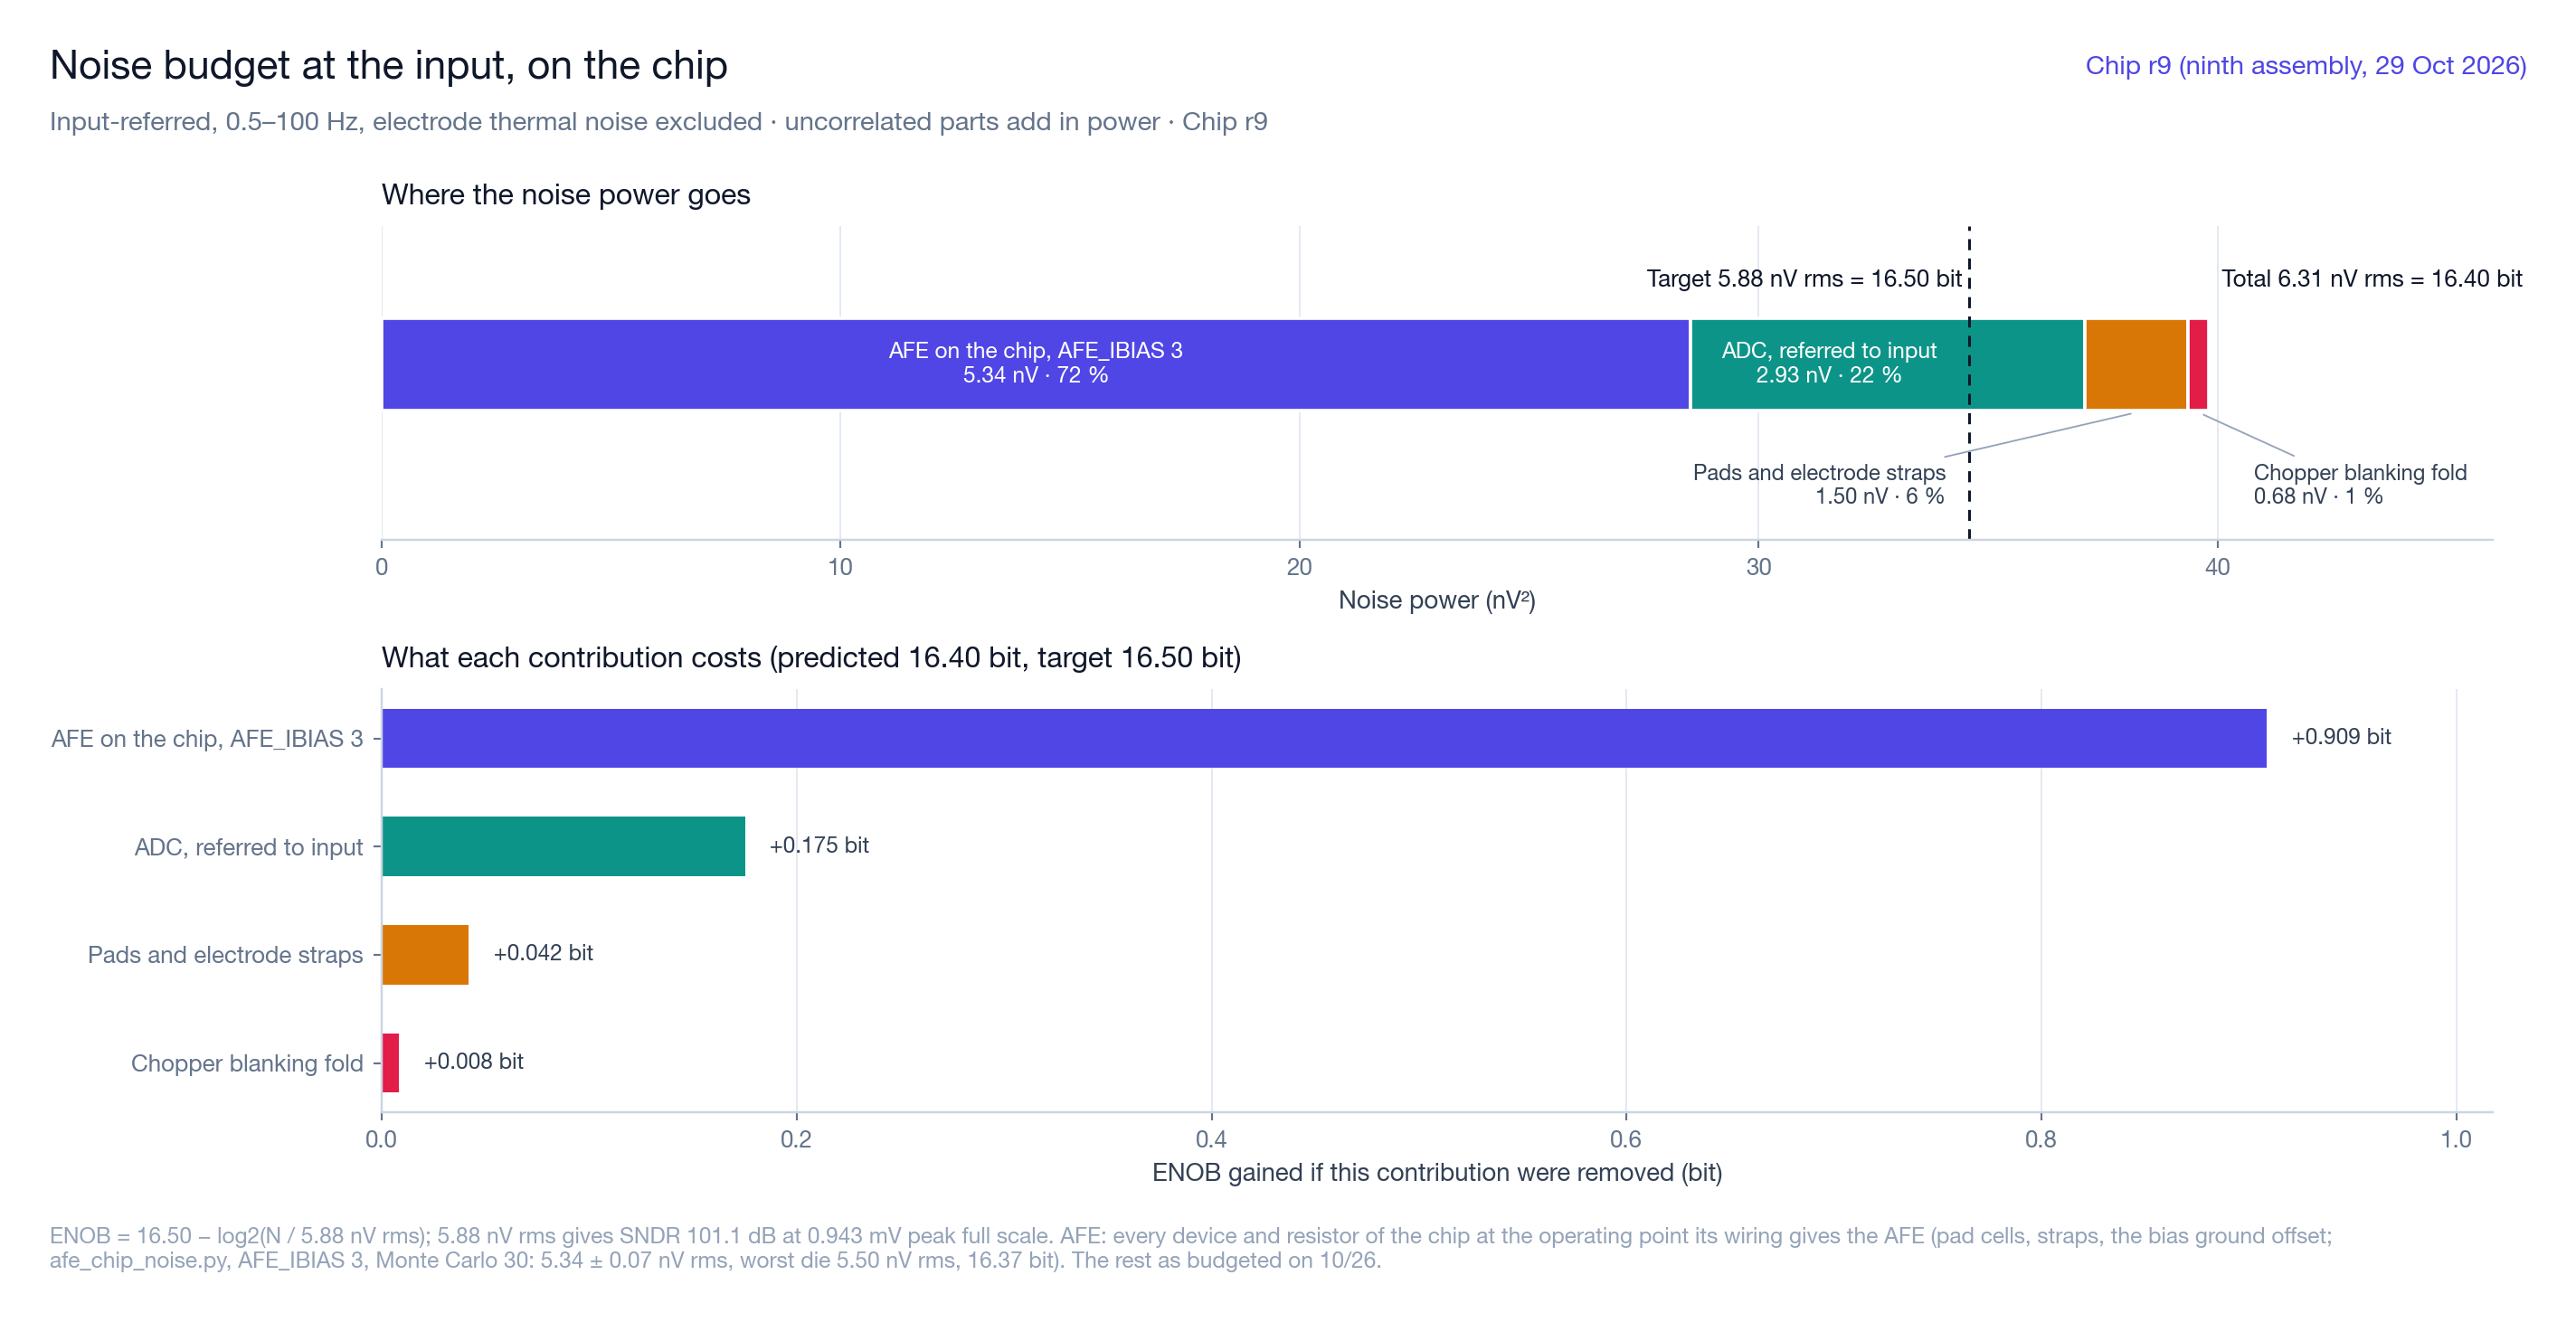 Noise budget at the input, on the chip
Chip r9 (ninth assembly, 29 Oct 2026)
Input-referred, 0.5–100 Hz, electrode thermal noise excluded · uncorrelated parts add in power · Chip r9
Where the noise power goes
Target 5.88 nV rms = 16.50 bit
Total 6.31 nV rms = 16.40 bit
AFE on the chip, AFE_IBIAS 3
5.34 nV · 72 %
ADC, referred to input
2.93 nV · 22 %
Pads and electrode straps
1.50 nV · 6 %
Chopper blanking fold
0.68 nV · 1 %
0 10 20 30 40
Noise power (nV²)
What each contribution costs (predicted 16.40 bit, target 16.50 bit)
AFE on the chip, AFE_IBIAS 3 +0.909 bit
ADC, referred to input +0.175 bit
Pads and electrode straps +0.042 bit
Chopper blanking fold +0.008 bit
0.0 0.2 0.4 0.6 0.8 1.0
ENOB gained if this contribution were removed (bit)
ENOB = 16.50 − log2(N / 5.88 nV rms); 5.88 nV rms gives SNDR 101.1 dB at 0.943 mV peak full scale. AFE: every device and resistor of the chip at the operating point its wiring gives the AFE (pad cells, straps, the bias ground offset;
afe_chip_noise.py, AFE_IBIAS 3, Monte Carlo 30: 5.34 ± 0.07 nV rms, worst die 5.50 nV rms, 16.37 bit). The rest as budgeted on 10/26.